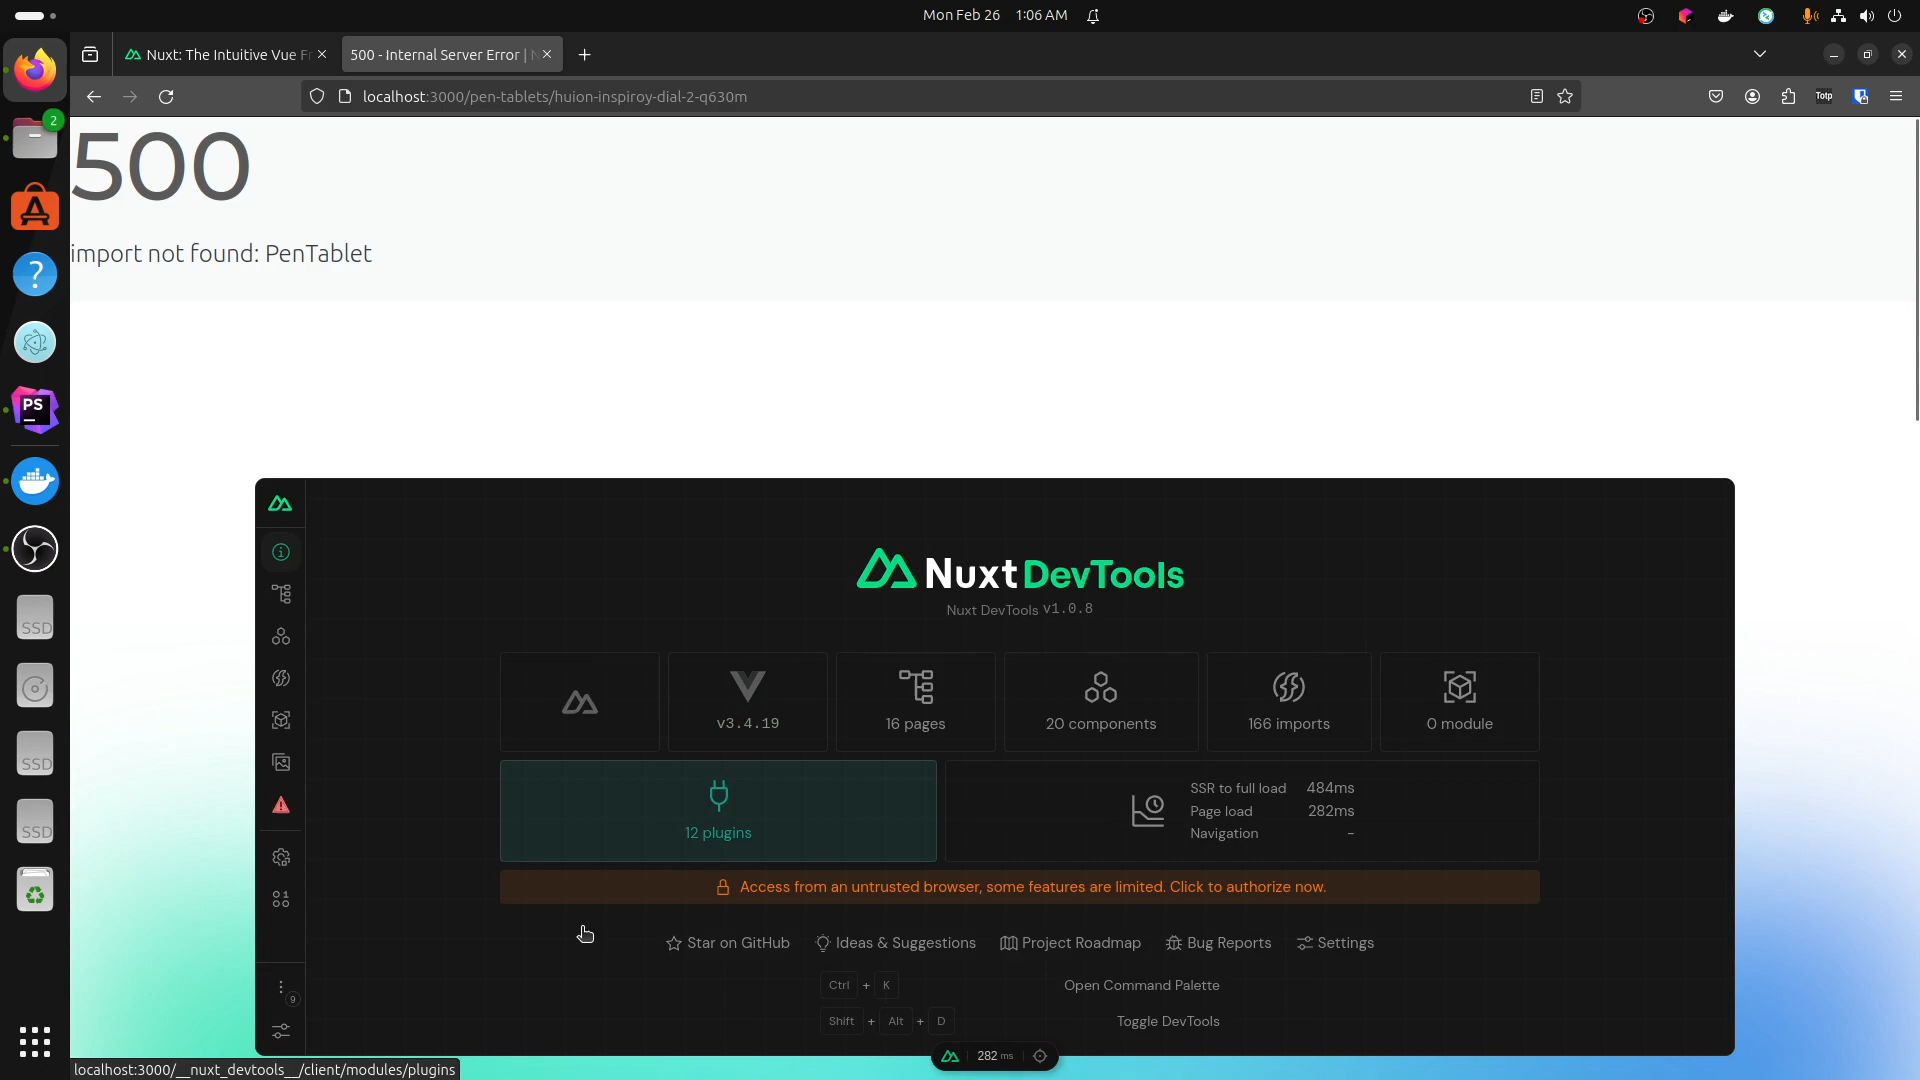 Mon Feb 26 1:06 AM
Nuxt: The Intuitive Vue Fr
500 - Internal Server Error | N
localhost:3000/pen-tablets/huion-inspiroy-dial-2-q630m
Totp
2
500
import not found: PenTablet
PS
SSD
SSD
SSD
Nuxt DevTools
Nuxt DevTools v1.0.8
v3.4.19
16 pages
20 components
166 imports
0 module
12 plugins
SSR to full load 484ms
Page load 282ms
Navigation -
Access from an untrusted browser, some features are limited. Click to authorize now.
Star on GitHub
Ideas & Suggestions
Project Roadmap
Bug Reports
Settings
Ctrl + K Open Command Palette
Shift + Alt + D Toggle DevTools
9
282 ms
localhost:3000/__nuxt_devtools__/client/modules/plugins